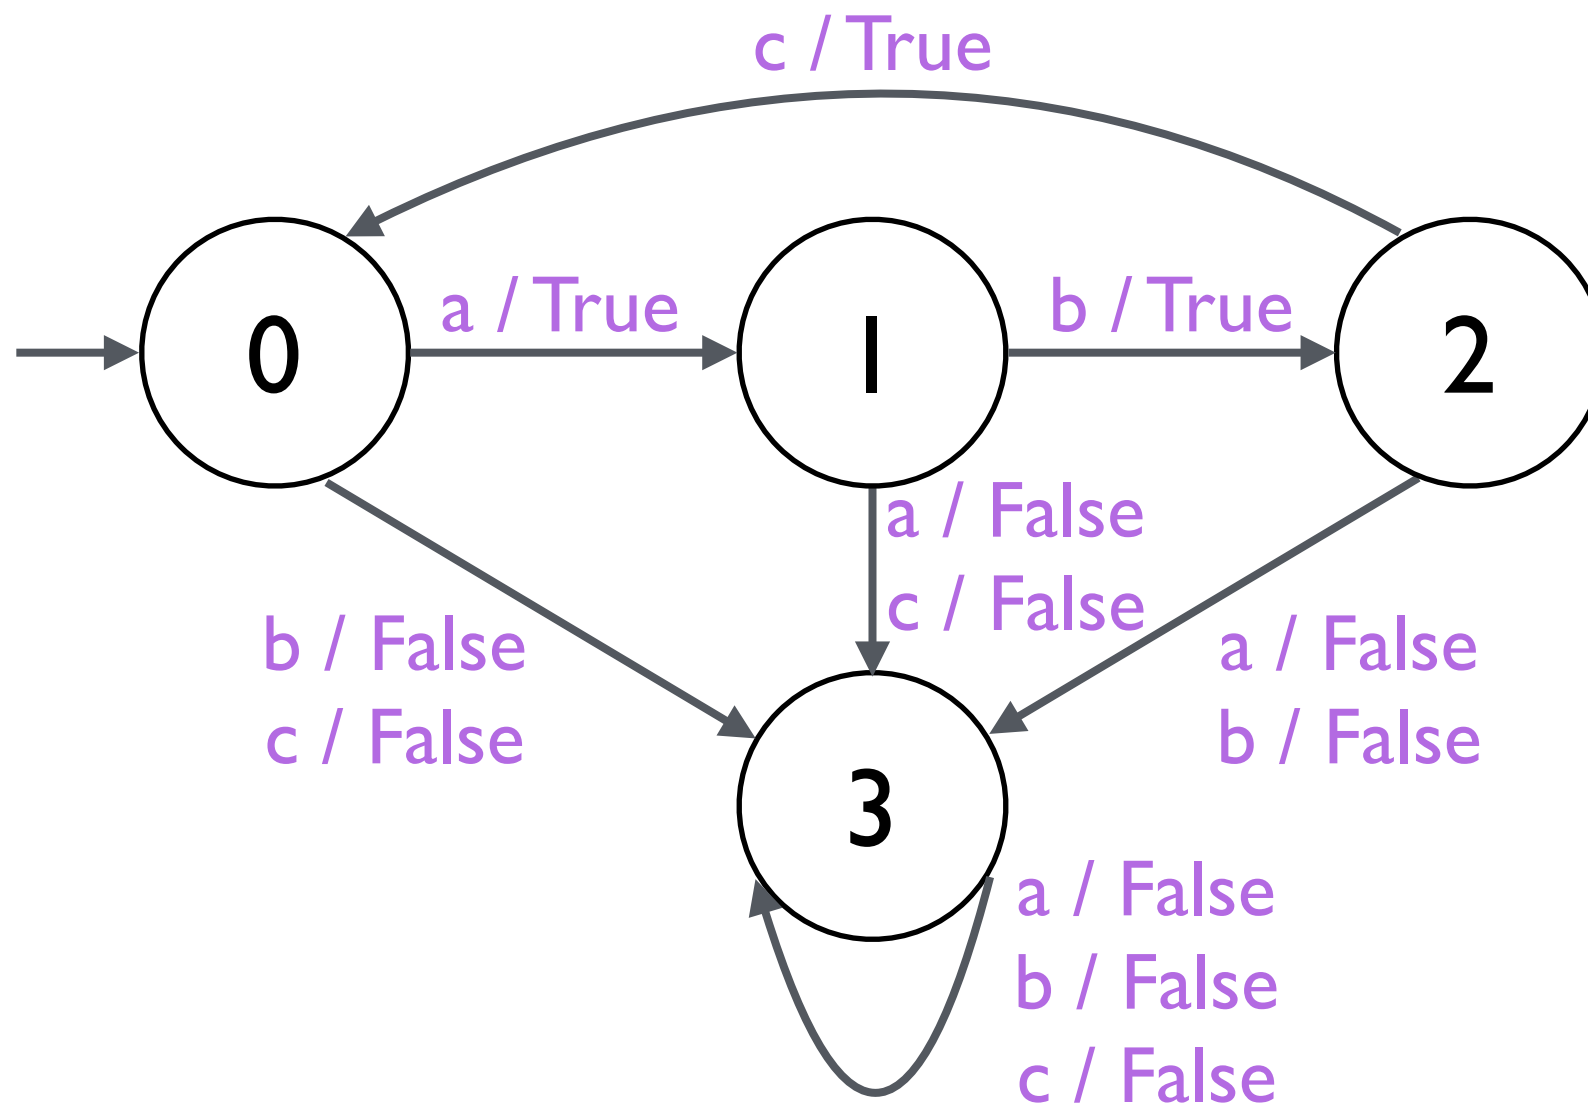 c / True
a / True
b / True
0
1
2
a / False
c / False
b / False
c / False
a / False
b / False
3
a / False
b / False
c / False